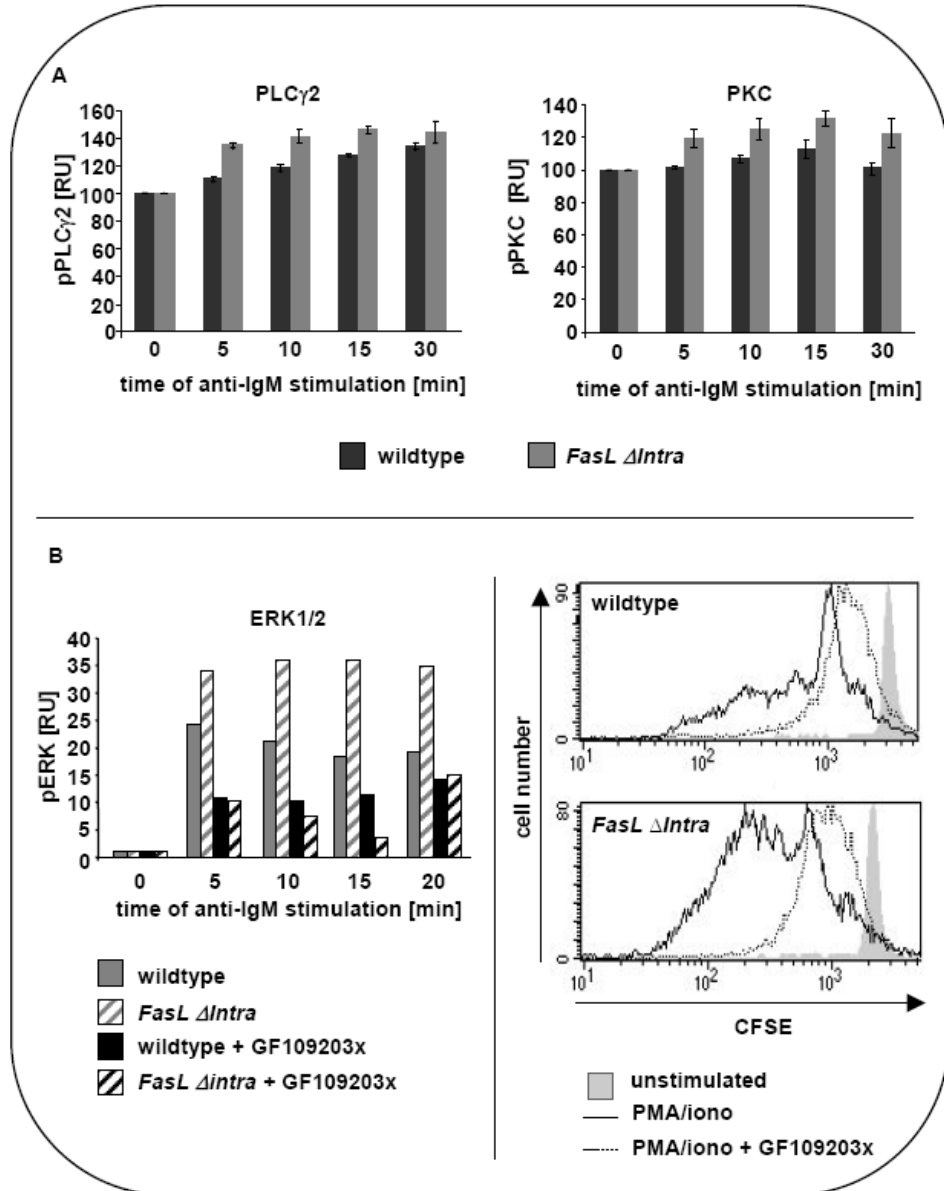 A
PLCγ2
PKC
pPLCγ2 [RU]
160
140
120
100
80
60
40
20
0
0 5 10 15 30
time of anti-IgM stimulation [min]
pPKC [RU]
140
120
100
80
60
40
20
0
0 5 10 15 30
time of anti-IgM stimulation [min]
wildtype
FasL ΔIntra
B
ERK1/2
pERK [RU]
40
35
30
25
20
15
10
5
0
0 5 10 15 20
time of anti-IgM stimulation [min]
wildtype
FasL ΔIntra
wildtype + GF109203x
FasL Δintra + GF109203x
cell number
wildtype
90
0
10¹ 10² 10³
FasL ΔIntra
80
0
10¹ 10² 10³
CFSE
unstimulated
PMA/iono
PMA/iono + GF109203x